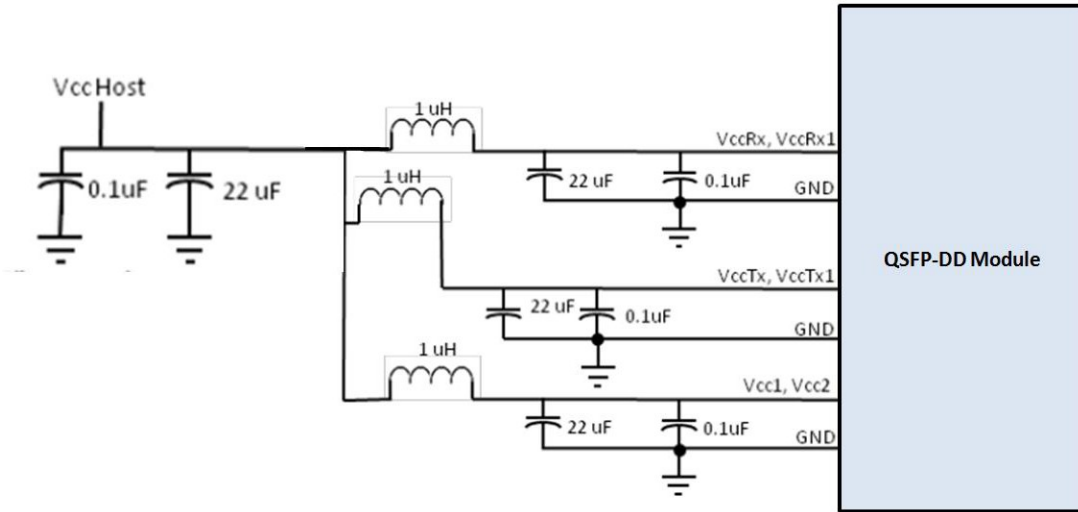 VccHost
0.1uF
22 uF
1 uH
VccRx, VccRx1
22 uF
0.1uF
GND
1 uH
VccTx, VccTx1
22 uF
0.1uF
GND
1 uH
Vcc1, Vcc2
22 uF
0.1uF
GND
QSFP-DD Module